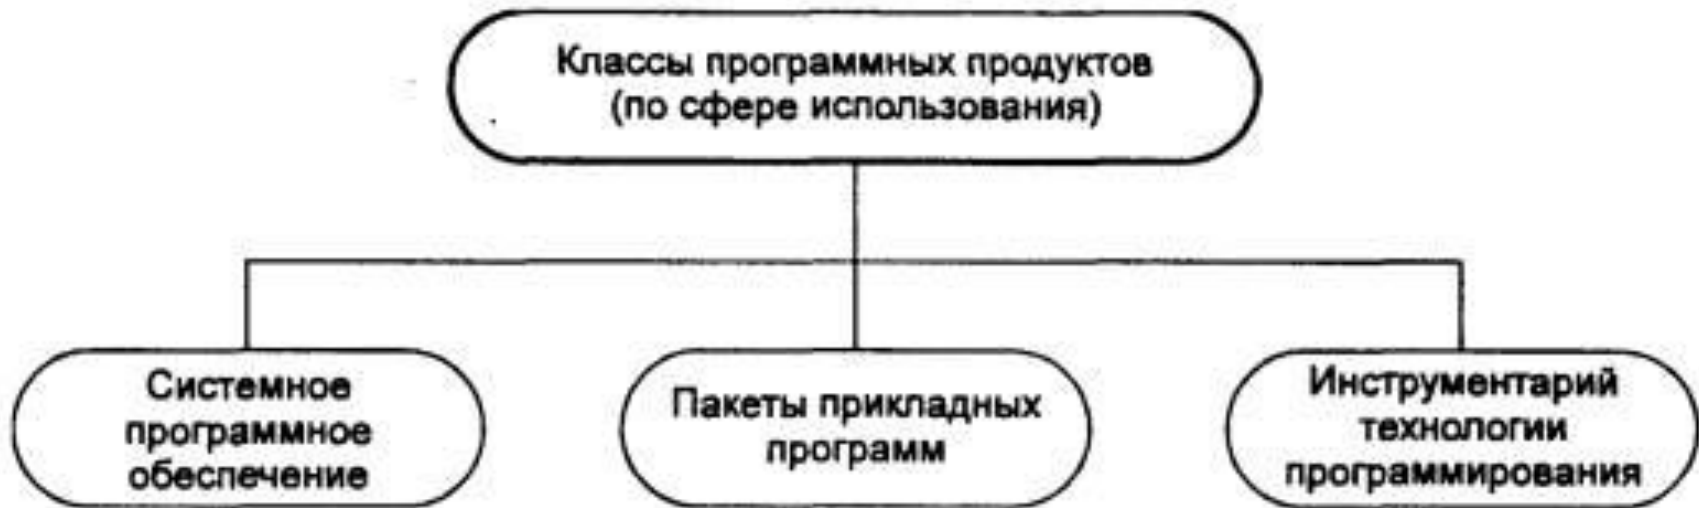 Классы программных продуктов
(по сфере использования)
Системное
программное
обеспечение
Пакеты прикладных
программ
Инструментарий
технологии
программирования